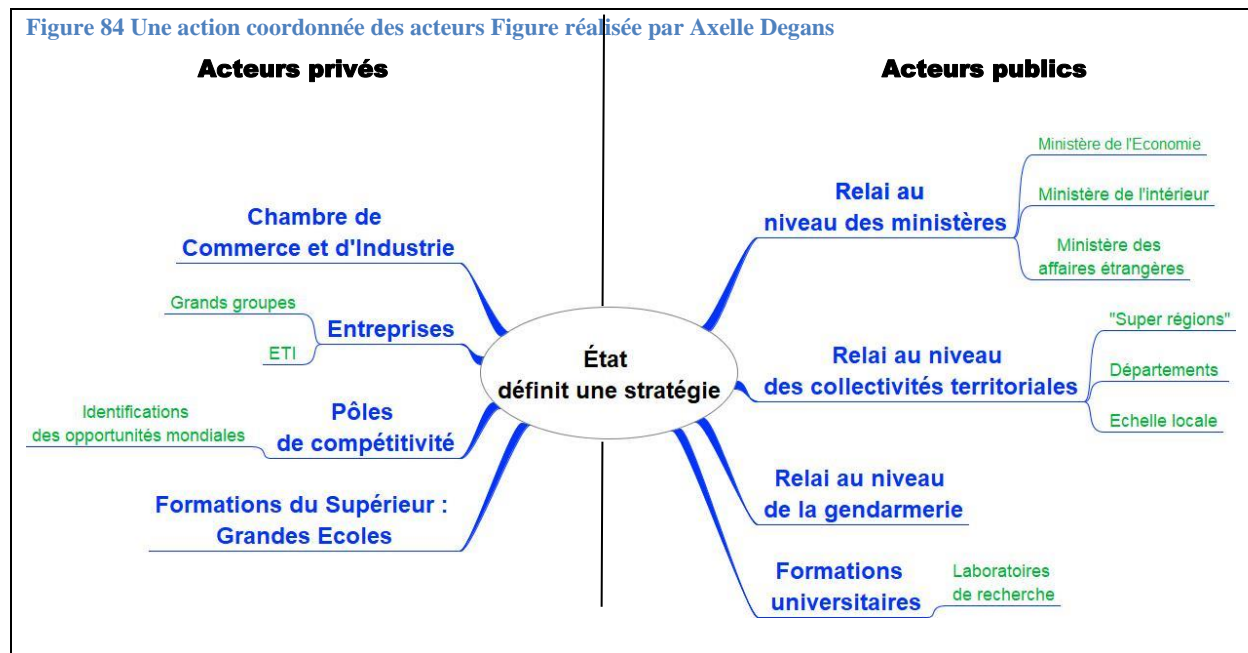 Figure 84 Une action coordonnée des acteurs Figure réalisée par Axelle Degans
Acteurs privés
Chambre de
Commerce et d'Industrie
Grands groupes
Entreprises
ETI
Identifications
des opportunités mondiales
Pôles
de compétitivité
Formations du Supérieur :
Grandes Ecoles
État
définit une stratégie
Acteurs publics
Relai au
niveau des ministères
Ministère de l'Economie
Ministère de l'intérieur
Ministère des
affaires étrangères
Relai au niveau
des collectivités territoriales
"Super régions"
Départements
Echelle locale
Relai au niveau
de la gendarmerie
Formations
universitaires
Laboratoires
de recherche